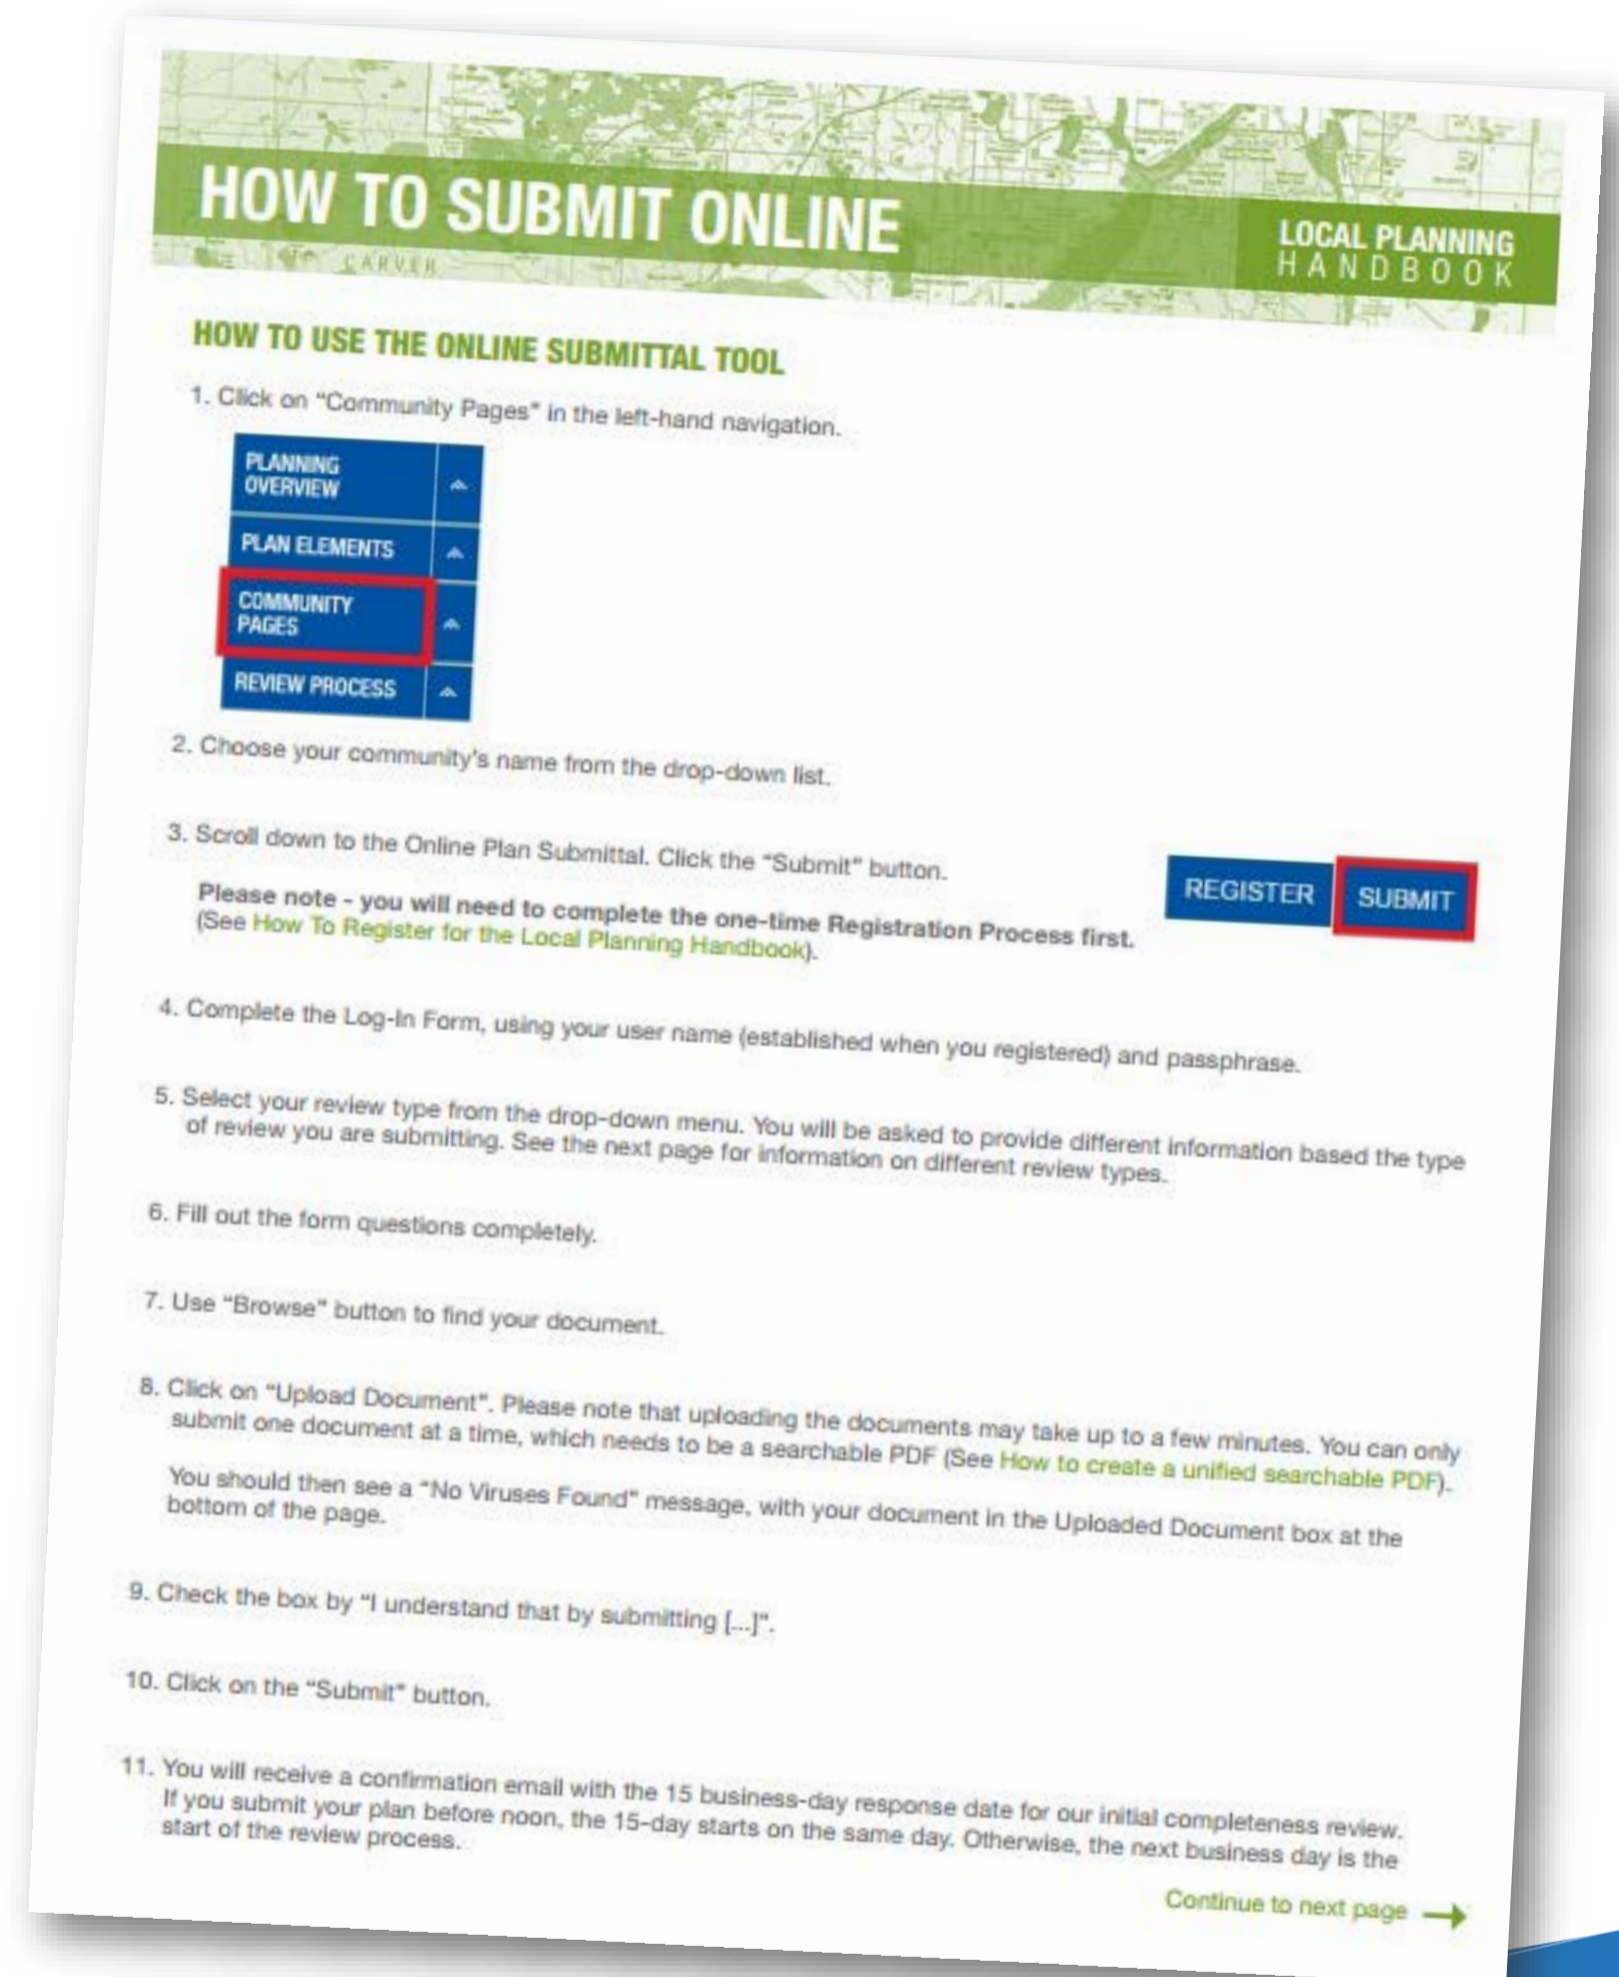 HOW TO SUBMIT ONLINE
LOCAL PLANNING
HANDBOOK
CARVER
HOW TO USE THE ONLINE SUBMITTAL TOOL
1. Click on "Community Pages" in the left-hand navigation.
PLANNING
OVERVIEW
PLAN ELEMENTS
COMMUNITY
PAGES
REVIEW PROCESS
2. Choose your community's name from the drop-down list.
3. Scroll down to the Online Plan Submittal. Click the "Submit" button.
Please note - you will need to complete the one-time Registration Process first.
(See How To Register for the Local Planning Handbook).
REGISTER
SUBMIT
4. Complete the Log-In Form, using your user name (established when you registered) and passphrase.
5. Select your review type from the drop-down menu. You will be asked to provide different information based the type
of review you are submitting. See the next page for information on different review types.
6. Fill out the form questions completely.
7. Use "Browse" button to find your document.
8. Click on "Upload Document". Please note that uploading the documents may take up to a few minutes. You can only
submit one document at a time, which needs to be a searchable PDF (See How to create a unified searchable PDF).
You should then see a "No Viruses Found" message, with your document in the Uploaded Document box at the
bottom of the page.
9. Check the box by "I understand that by submitting [...]".
10. Click on the "Submit" button.
11. You will receive a confirmation email with the 15 business-day response date for our initial completeness review.
If you submit your plan before noon, the 15-day starts on the same day. Otherwise, the next business day is the
start of the review process.
Continue to next page